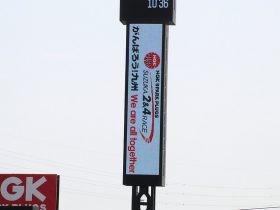 10:36
NGK SPARK PLUGS
SUZUKA 2&4 RACE
がんばろう!九州 We are all together
GK
PLUGS